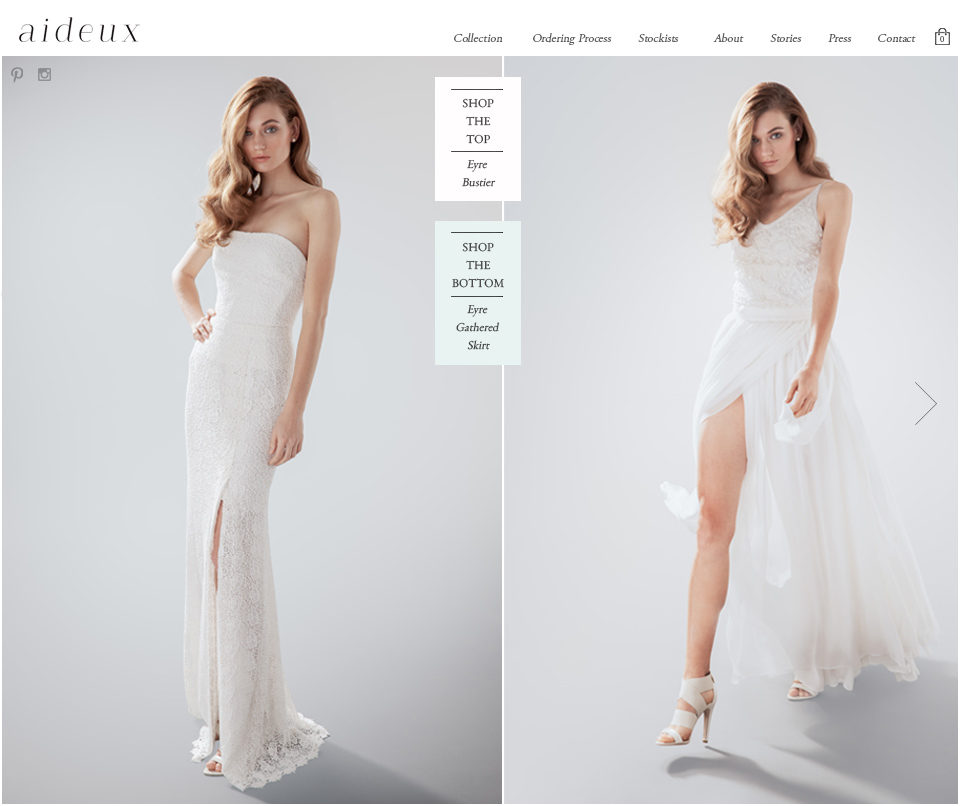 aideux
Collection Ordering Process Stockists About Stories Press Contact 0
SHOP
THE
TOP
Eyre
Bustier
SHOP
THE
BOTTOM
Eyre
Gathered
Skirt